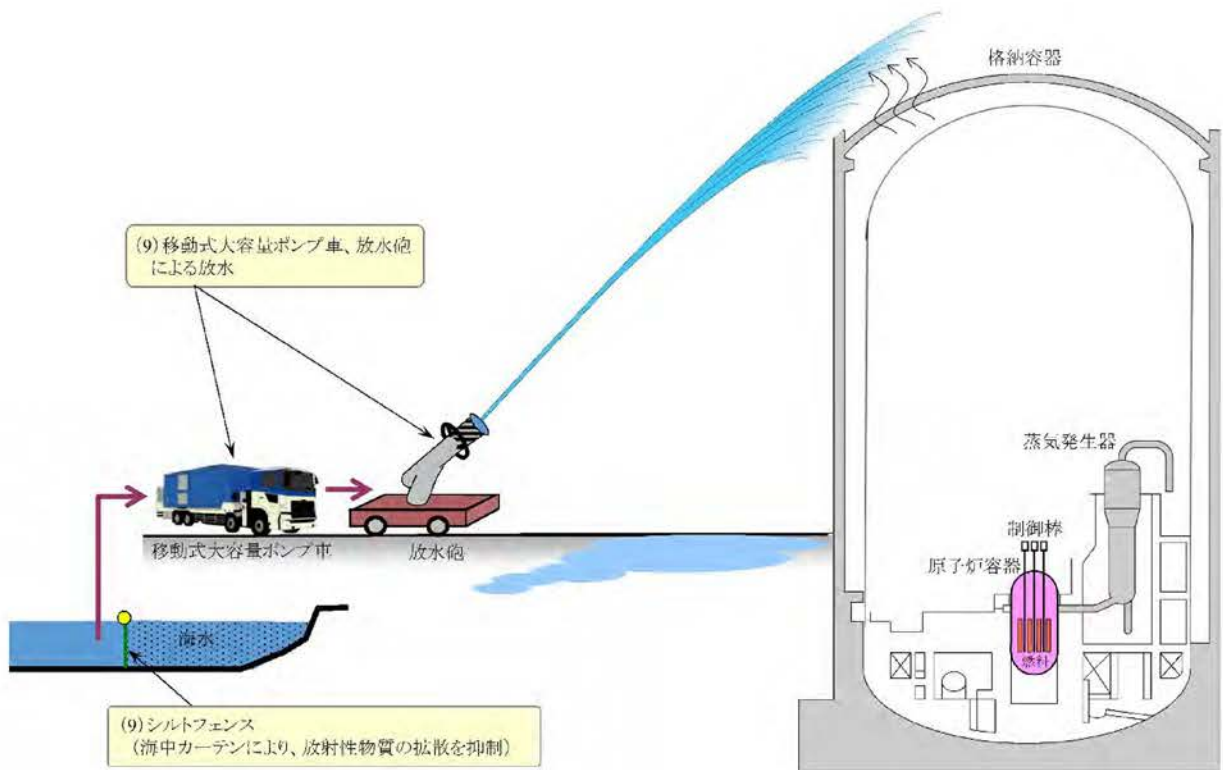 格納容器
(9)移動式大容量ポンプ車、放水砲
による放水
蒸気発生器
制御棒
原子炉容器
移動式大容量ポンプ車
放水砲
海水
燃料
(9)シルトフェンス
(海中カーテンにより、放射性物質の拡散を抑制)